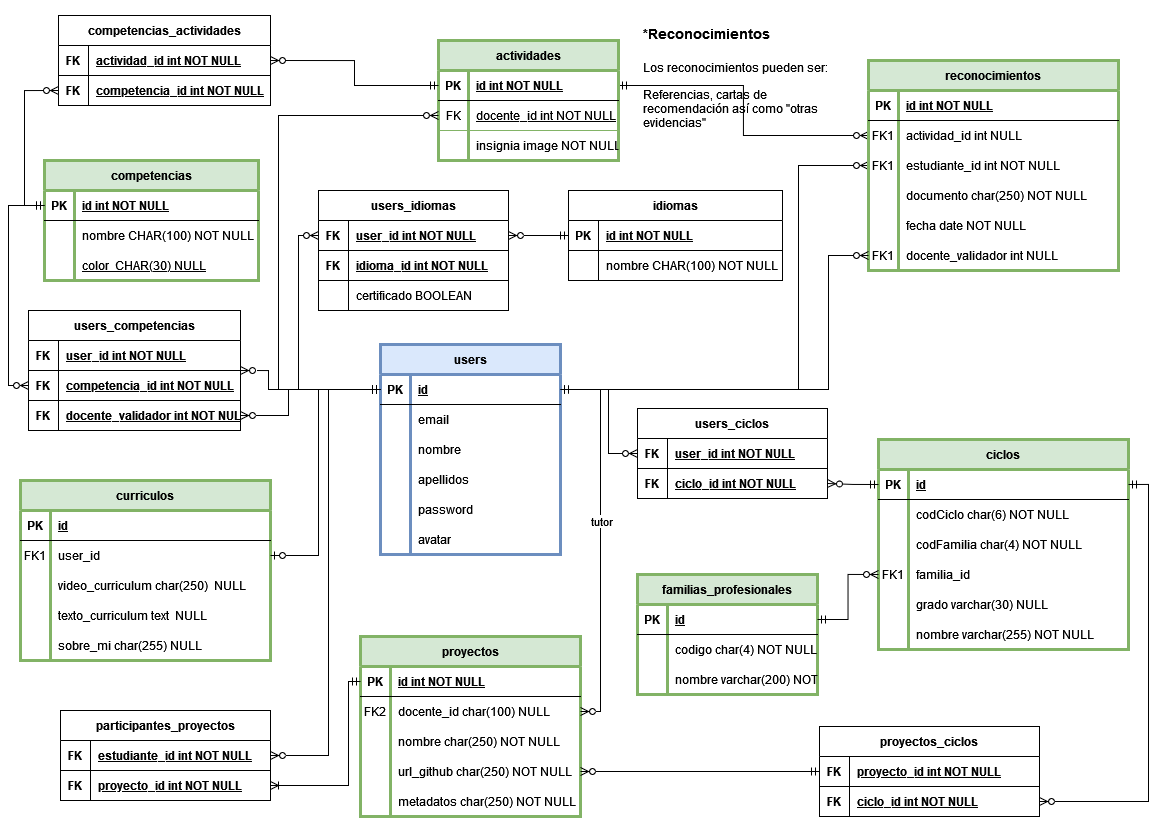 competencias_actividades
FK actividad_id int NOT NULL
FK competencia_id int NOT NULL
actividades
PK id int NOT NULL
FK docente_id int NOT NULL
insignia image NOT NULL
*Reconocimientos
Los reconocimientos pueden ser:
Referencias, cartas de
recomendación así como "otras
evidencias"
reconocimientos
PK id int NOT NULL
FK1 actividad_id int NULL
FK1 estudiante_id int NOT NULL
documento char(250) NOT NULL
fecha date NOT NULL
FK1 docente_validador int NULL
competencias
PK id int NOT NULL
nombre CHAR(100) NOT NULL
color_CHAR(30) NULL
users_idiomas
FK user_id int NOT NULL
FK idioma_id int NOT NULL
certificado BOOLEAN
idiomas
PK id int NOT NULL
nombre CHAR(100) NOT NULL
users_competencias
FK user_id int NOT NULL
FK competencia_id int NOT NULL
FK docente_validador int NOT NUL
users
PK id
email
nombre
apellidos
password
avatar
users_ciclos
FK user_id int NOT NULL
FK ciclo_id int NOT NULL
ciclos
PK id
codCiclo char(6) NOT NULL
codFamilia char(4) NOT NULL
FK1 familia_id
grado varchar(30) NULL
nombre varchar(255) NOT NULL
curriculos
PK id
FK1 user_id
video_curriculum char(250) NULL
texto_curriculum text NULL
sobre_mi char(255) NULL
tutor
familias_profesionales
PK id
codigo char(4) NOT NULL
nombre varchar(200) NOT
proyectos
PK id int NOT NULL
FK2 docente_id char(100) NULL
nombre char(250) NOT NULL
url_github char(250) NOT NULL
metadatos char(250) NOT NULL
participantes_proyectos
FK estudiante_id int NOT NULL
FK proyecto_id int NOT NULL
proyectos_ciclos
FK proyecto_id int NOT NULL
FK ciclo_id int NOT NULL